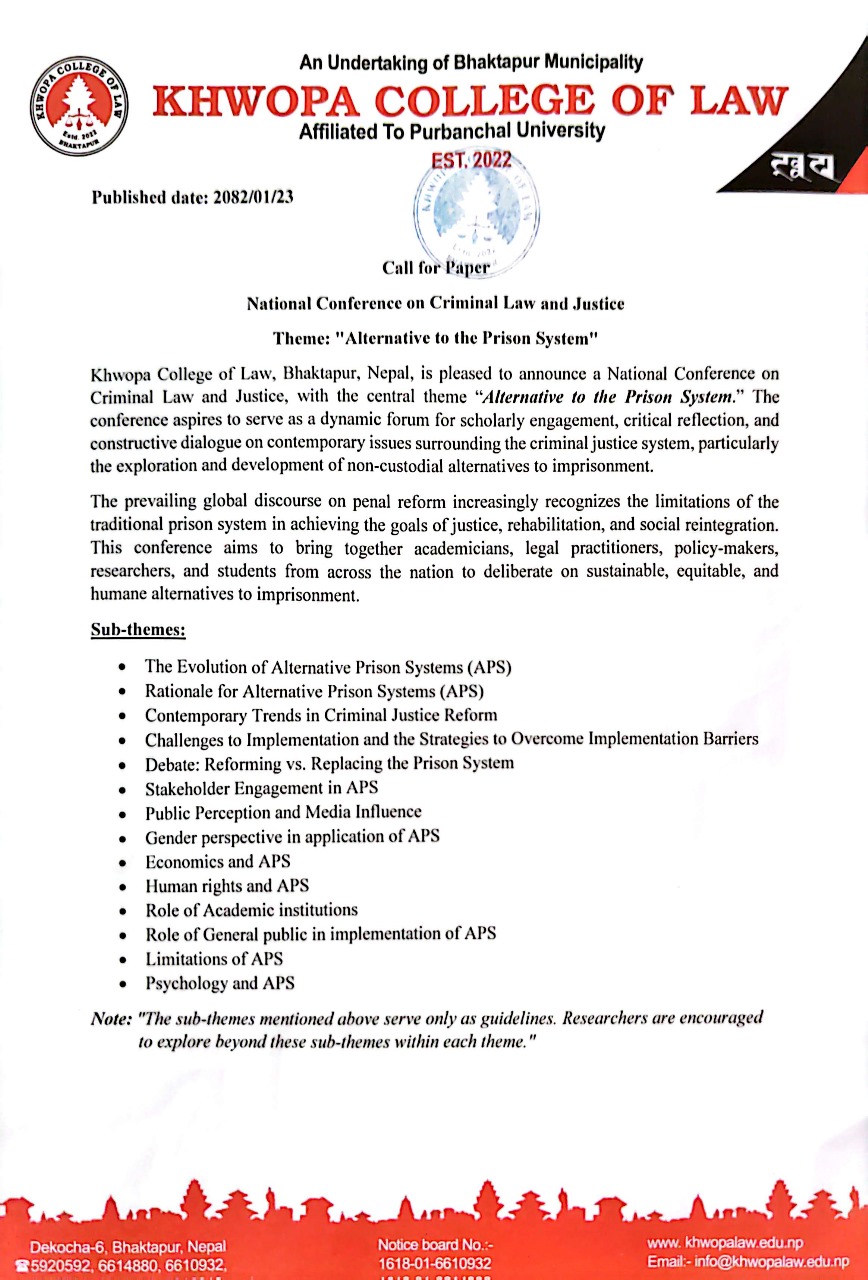 An Undertaking of Bhaktapur Municipality
KHWOPA COLLEGE OF LAW
Affiliated To Purbanchal University
EST. 2022
KHWOPA COLLEGE OF LAW
Estd. 2022
BHAKTAPUR
Published date: 2082/01/23
Call for Paper
National Conference on Criminal Law and Justice
Theme: "Alternative to the Prison System"
Khwopa College of Law, Bhaktapur, Nepal, is pleased to announce a National Conference on
Criminal Law and Justice, with the central theme “Alternative to the Prison System.” The
conference aspires to serve as a dynamic forum for scholarly engagement, critical reflection, and
constructive dialogue on contemporary issues surrounding the criminal justice system, particularly
the exploration and development of non-custodial alternatives to imprisonment.
The prevailing global discourse on penal reform increasingly recognizes the limitations of the
traditional prison system in achieving the goals of justice, rehabilitation, and social reintegration.
This conference aims to bring together academicians, legal practitioners, policy-makers,
researchers, and students from across the nation to deliberate on sustainable, equitable, and
humane alternatives to imprisonment.
Sub-themes:
• The Evolution of Alternative Prison Systems (APS)
• Rationale for Alternative Prison Systems (APS)
• Contemporary Trends in Criminal Justice Reform
• Challenges to Implementation and the Strategies to Overcome Implementation Barriers
• Debate: Reforming vs. Replacing the Prison System
• Stakeholder Engagement in APS
• Public Perception and Media Influence
• Gender perspective in application of APS
• Economics and APS
• Human rights and APS
• Role of Academic institutions
• Role of General public in implementation of APS
• Limitations of APS
• Psychology and APS
Note: "The sub-themes mentioned above serve only as guidelines. Researchers are encouraged
to explore beyond these sub-themes within each theme."
Dekocha-6, Bhaktapur, Nepal
☎5920592, 6614880, 6610932,
Notice board No.:-
1618-01-6610932
www. khwopalaw.edu.np
Email:- info@khwopalaw.edu.np